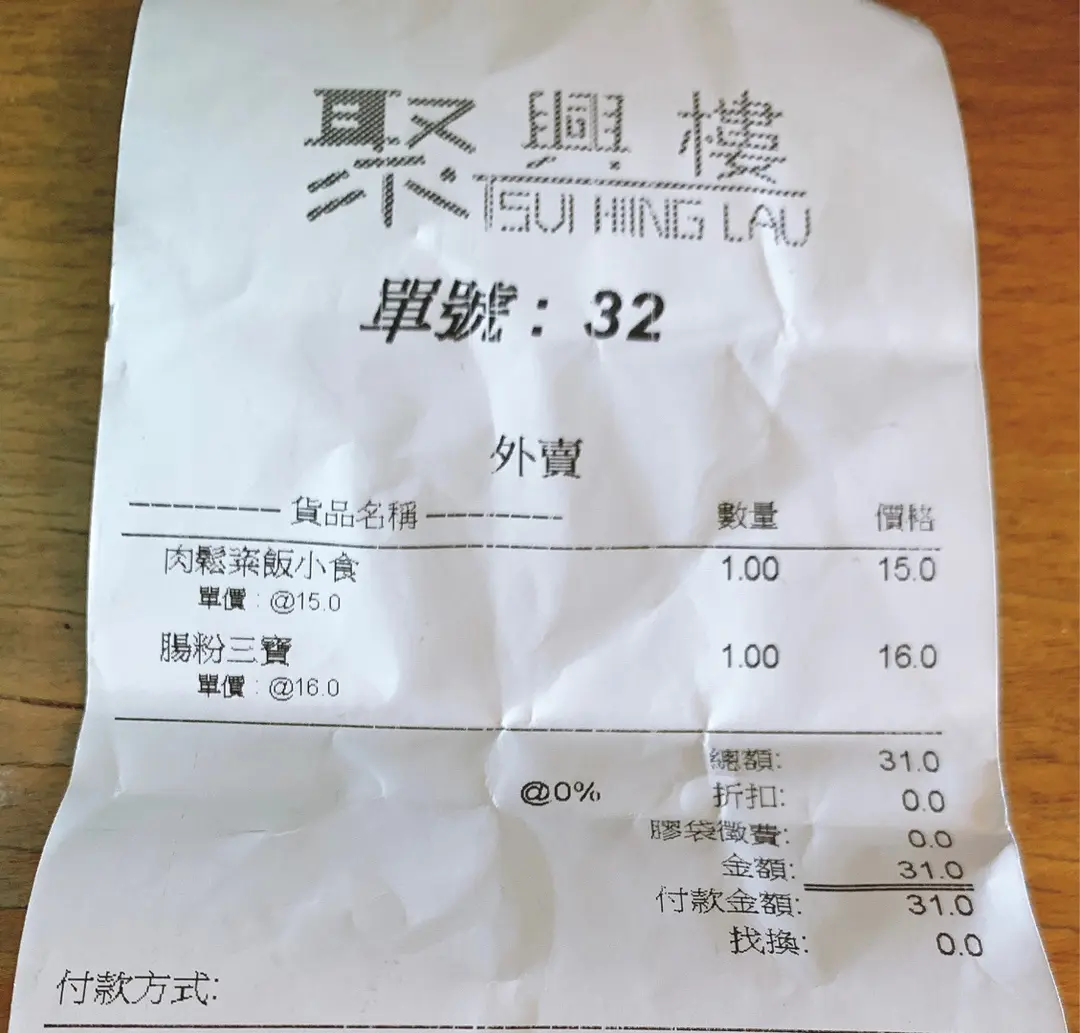 聚興樓
TSUI HING LAU
單號：32
外賣
貨品名稱 數量 價格
肉鬆粢飯小食 1.00 15.0
單價：@15.0
腸粉三寶 1.00 16.0
單價：@16.0
總額: 31.0
@0% 折扣: 0.0
膠袋徵費: 0.0
金額: 31.0
付款金額: 31.0
找換: 0.0
付款方式: